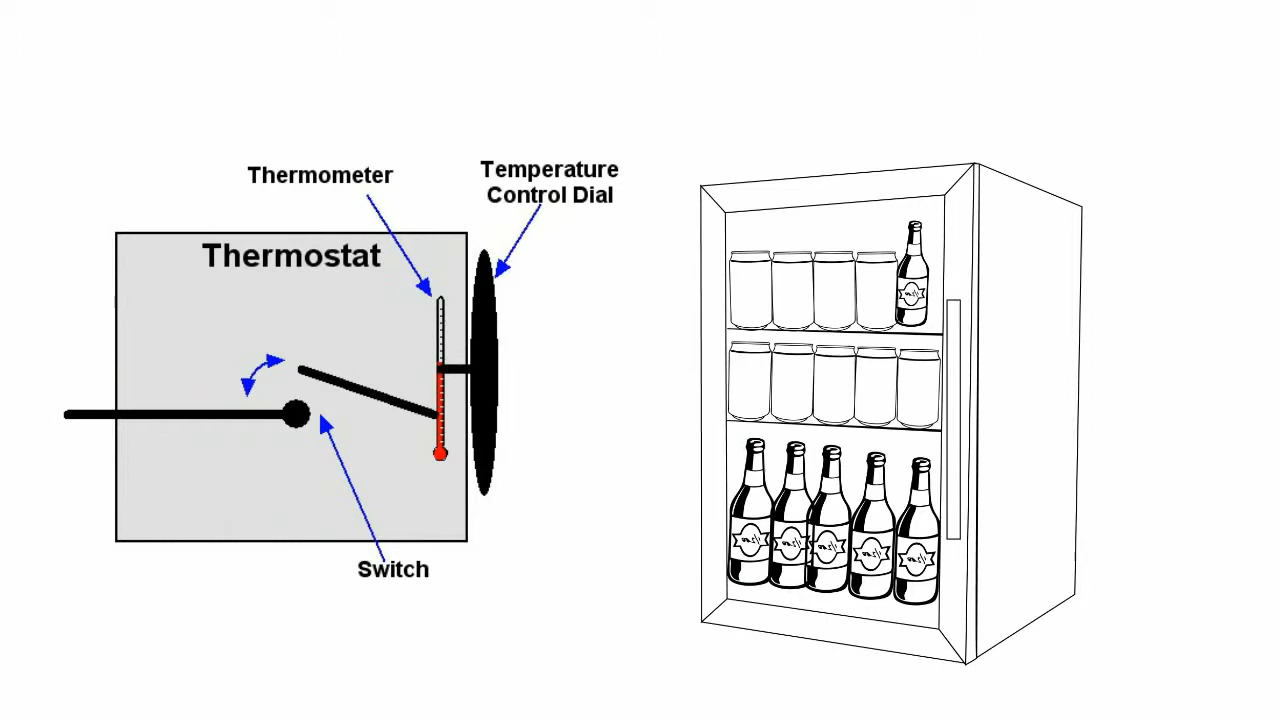 Thermometer
Temperature
Control Dial
Thermostat
Switch